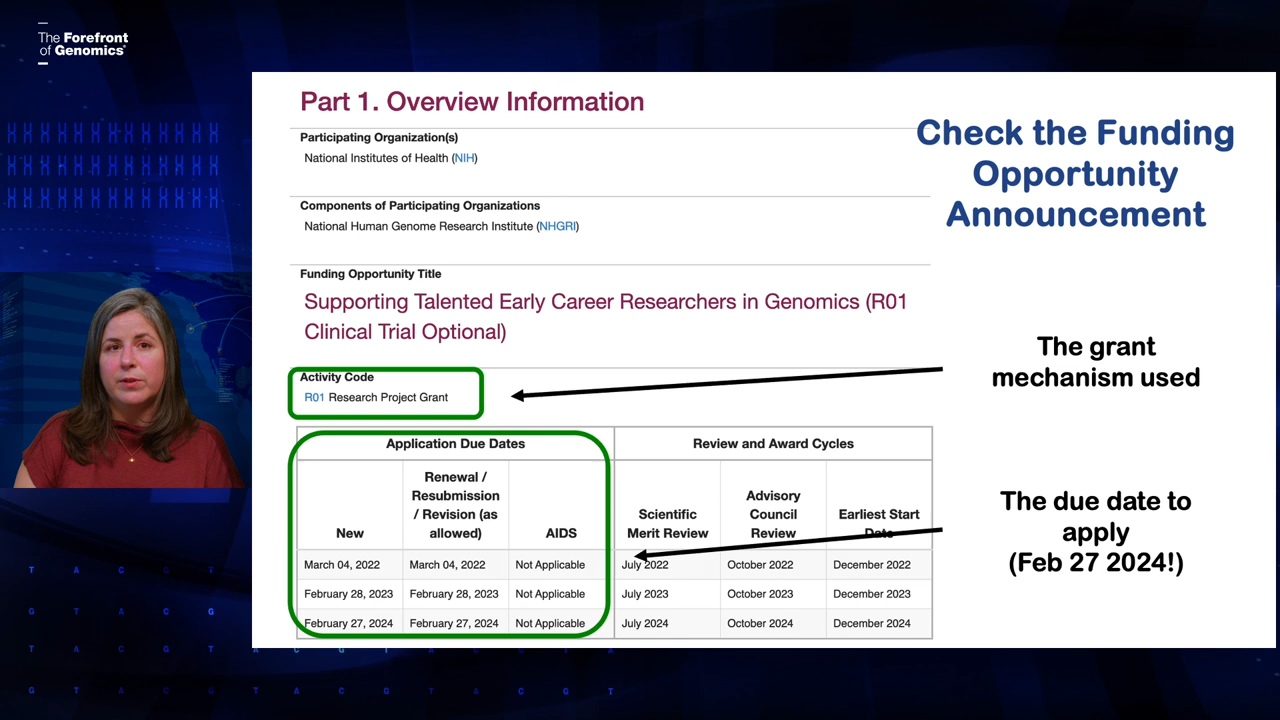 The Forefront
of Genomics®
Part 1. Overview Information
Participating Organization(s)
National Institutes of Health (NIH)
Components of Participating Organizations
National Human Genome Research Institute (NHGRI)
Funding Opportunity Title
Supporting Talented Early Career Researchers in Genomics (R01
Clinical Trial Optional)
Activity Code
R01 Research Project Grant
Application Due Dates
Review and Award Cycles
New
Renewal /
Resubmission
/ Revision (as
allowed)
AIDS
Scientific
Merit Review
Advisory
Council
Review
Earliest Start
Date
March 04, 2022 March 04, 2022 Not Applicable July 2022 October 2022 December 2022
February 28, 2023 February 28, 2023 Not Applicable July 2023 October 2023 December 2023
February 27, 2024 February 27, 2024 Not Applicable July 2024 October 2024 December 2024
Check the Funding
Opportunity
Announcement
The grant
mechanism used
The due date to
apply
(Feb 27 2024!)
T A C G T
G T A C G
T A C G T A C G T A C G T A
G T A C G T A C G T A C G T